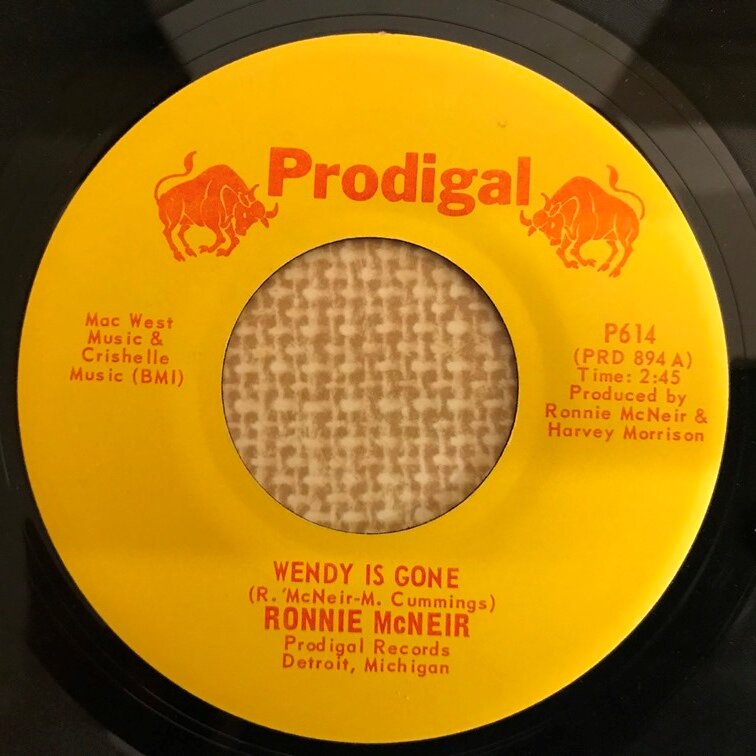 Prodigal
Mac West
Music &
Crishelle
Music (BMI)
P614
(PRD 894 A)
Time: 2:45
Produced by
Ronnie McNeir &
Harvey Morrison
WENDY IS GONE
(R. 'McNeir-M. Cummings)
RONNIE McNEIR
Prodigal Records
Detroit, Michigan